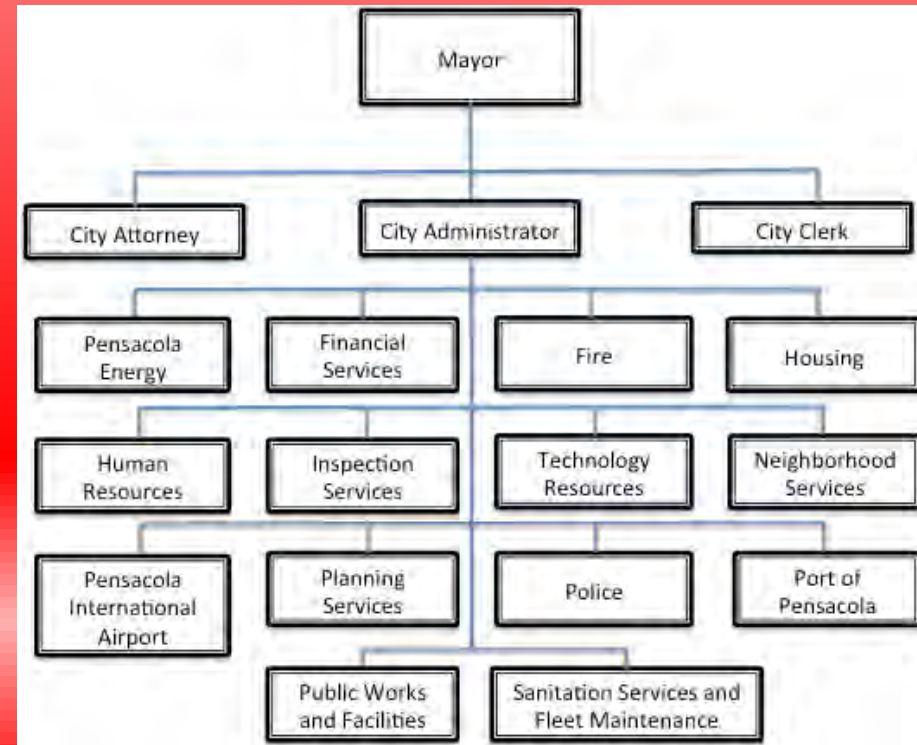 Mayor
City Attorney
City Administrator
City Clerk
Pensacola
Energy
Financial
Services
Fire
Housing
Human
Resources
Inspection
Services
Technology
Resources
Neighborhood
Services
Pensacola
International
Airport
Planning
Services
Police
Port of
Pensacola
Public Works
and Facilities
Sanitation Services and
Fleet Maintenance